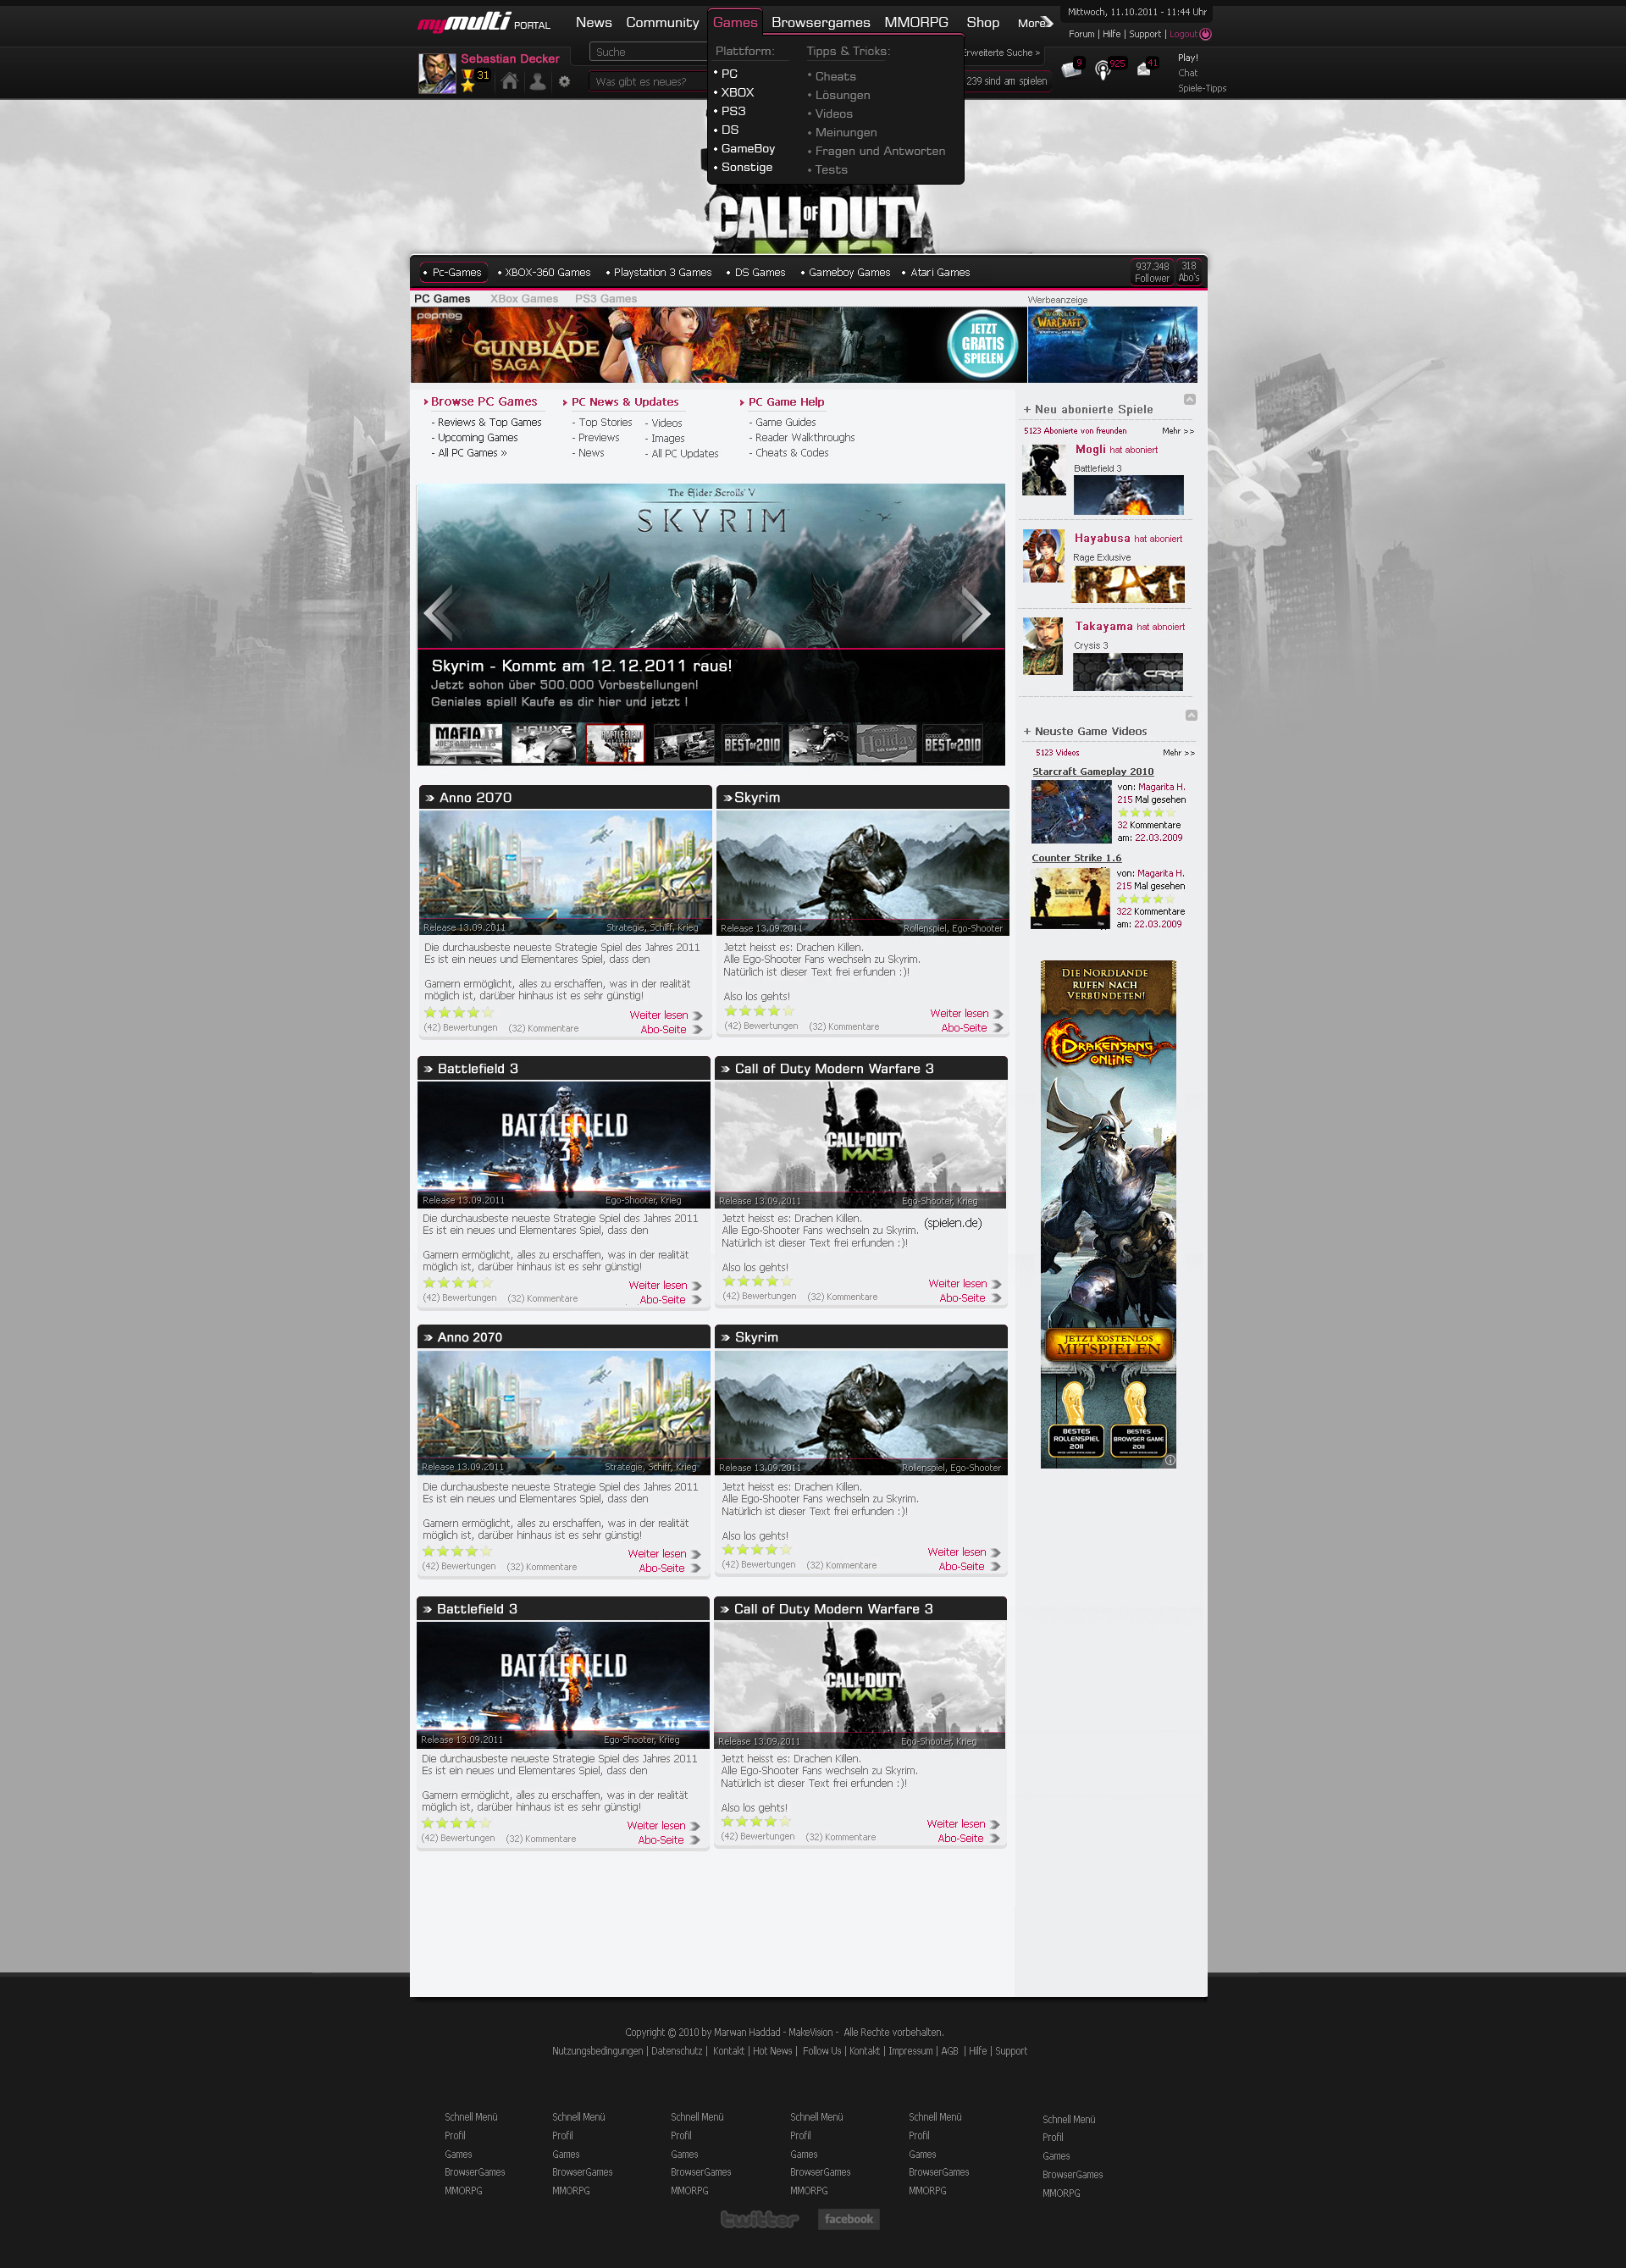 mymulti PORTAL
News Community Games Browsergames MMORPG Shop More
Mittwoch, 11.10.2011 - 11:44 Uhr
Forum | Hilfe | Support | Logout
Sebastian Decker
31
Suche
Erweiterte Suche »
Was gibt es neues?
239 sind am spielen
9
925
41
Play!
Chat
Spiele-Tipps
Plattform:
• PC
• XBOX
• PS3
• DS
• GameBoy
• Sonstige
Tipps & Tricks:
• Cheats
• Lösungen
• Videos
• Meinungen
• Fragen und Antworten
• Tests
CALL OF DUTY
MW3
• Pc-Games • XBOX-360 Games • Playstation 3 Games • DS Games • Gameboy Games • Atari Games
937.348 Follower
318 Abo's
PC Games XBox Games PS3 Games
Werbeanzeige
popmog
GUNBLADE
SAGA
JETZT
GRATIS
SPIELEN
WORLD OF WARCRAFT
Browse PC Games
- Reviews & Top Games
- Upcoming Games
- All PC Games »
PC News & Updates
- Top Stories
- Previews
- News
- Videos
- Images
- All PC Updates
PC Game Help
- Game Guides
- Reader Walkthroughs
- Cheats & Codes
The Elder Scrolls V
SKYRIM
Skyrim - Kommt am 12.12.2011 raus!
Jetzt schon über 500.000 Vorbestellungen!
Geniales spiel! Kaufe es dir hier und jetzt !
MAFIA II
HAWX2
BATTLEFIELD
BEST OF 2010
Holiday
BEST OF 2010
+ Neu abonierte Spiele
5123 Abonierte von freunden Mehr >>
Mogli hat aboniert
Battlefield 3
Hayabusa hat aboniert
Rage Exlusive
RAG
Takayama hat abnoiert
Crysis 3
CRYS
+ Neuste Game Videos
5123 Videos Mehr >>
Starcraft Gameplay 2010
von: Magarita H.
215 Mal gesehen
32 Kommentare
am: 22.03.2009
Counter Strike 1.6
von: Magarita H.
215 Mal gesehen
322 Kommentare
am: 22.03.2009
CALL OF DUTY
DIE NORDLANDE
RUFEN NACH
VERBÜNDETEN!
DRAKENSANG
ONLINE
JETZT KOSTENLOS
MITSPIELEN
BESTES
ROLLENSPIEL
2011
BESTES
BROWSER GAME
2011
Anno 2070
Release 13.09.2011 Strategie, Schiff, Krieg
Die durchausbeste neueste Strategie Spiel des Jahres 2011
Es ist ein neues und Elementares Spiel, dass den
Gamern ermöglicht, alles zu erschaffen, was in der realität
möglich ist, darüber hinhaus ist es sehr günstig!
Weiter lesen
(42) Bewertungen (32) Kommentare Abo-Seite
Skyrim
Release 13.09.2011 Rollenspiel, Ego-Shooter
Jetzt heisst es: Drachen Killen.
Alle Ego-Shooter Fans wechseln zu Skyrim.
Natürlich ist dieser Text frei erfunden :)!
Also los gehts!
Weiter lesen
(42) Bewertungen (32) Kommentare Abo-Seite
Battlefield 3
BATTLEFIELD
3
Release 13.09.2011 Ego-Shooter, Krieg
Die durchausbeste neueste Strategie Spiel des Jahres 2011
Es ist ein neues und Elementares Spiel, dass den
Gamern ermöglicht, alles zu erschaffen, was in der realität
möglich ist, darüber hinhaus ist es sehr günstig!
Weiter lesen
(42) Bewertungen (32) Kommentare Abo-Seite
Call of Duty Modern Warfare 3
CALL OF DUTY
MW3
Release 13.09.2011 Ego-Shooter, Krieg
Jetzt heisst es: Drachen Killen.
(spielen.de)
Alle Ego-Shooter Fans wechseln zu Skyrim.
Natürlich ist dieser Text frei erfunden :)!
Also los gehts!
Weiter lesen
(42) Bewertungen (32) Kommentare Abo-Seite
Anno 2070
Release 13.09.2011 Strategie, Schiff, Krieg
Die durchausbeste neueste Strategie Spiel des Jahres 2011
Es ist ein neues und Elementares Spiel, dass den
Gamern ermöglicht, alles zu erschaffen, was in der realität
möglich ist, darüber hinhaus ist es sehr günstig!
Weiter lesen
(42) Bewertungen (32) Kommentare Abo-Seite
Skyrim
Release 13.09.2011 Rollenspiel, Ego-Shooter
Jetzt heisst es: Drachen Killen.
Alle Ego-Shooter Fans wechseln zu Skyrim.
Natürlich ist dieser Text frei erfunden :)!
Also los gehts!
Weiter lesen
(42) Bewertungen (32) Kommentare Abo-Seite
Battlefield 3
BATTLEFIELD
3
Release 13.09.2011 Ego-Shooter, Krieg
Die durchausbeste neueste Strategie Spiel des Jahres 2011
Es ist ein neues und Elementares Spiel, dass den
Gamern ermöglicht, alles zu erschaffen, was in der realität
möglich ist, darüber hinhaus ist es sehr günstig!
Weiter lesen
(42) Bewertungen (32) Kommentare Abo-Seite
Call of Duty Modern Warfare 3
CALL OF DUTY
MW3
Release 13.09.2011 Ego-Shooter, Krieg
Jetzt heisst es: Drachen Killen.
Alle Ego-Shooter Fans wechseln zu Skyrim.
Natürlich ist dieser Text frei erfunden :)!
Also los gehts!
Weiter lesen
(42) Bewertungen (32) Kommentare Abo-Seite
Copyright © 2010 by Marwan Haddad - MakeVision - Alle Rechte vorbehalten.
Nutzungsbedingungen | Datenschutz | Kontakt | Hot News | Follow Us | Kontakt | Impressum | AGB | Hilfe | Support
Schnell Menü Schnell Menü Schnell Menü Schnell Menü Schnell Menü Schnell Menü
Profil Profil Profil Profil Profil Profil
Games Games Games Games Games Games
BrowserGames BrowserGames BrowserGames BrowserGames BrowserGames BrowserGames
MMORPG MMORPG MMORPG MMORPG MMORPG MMORPG
twitter facebook